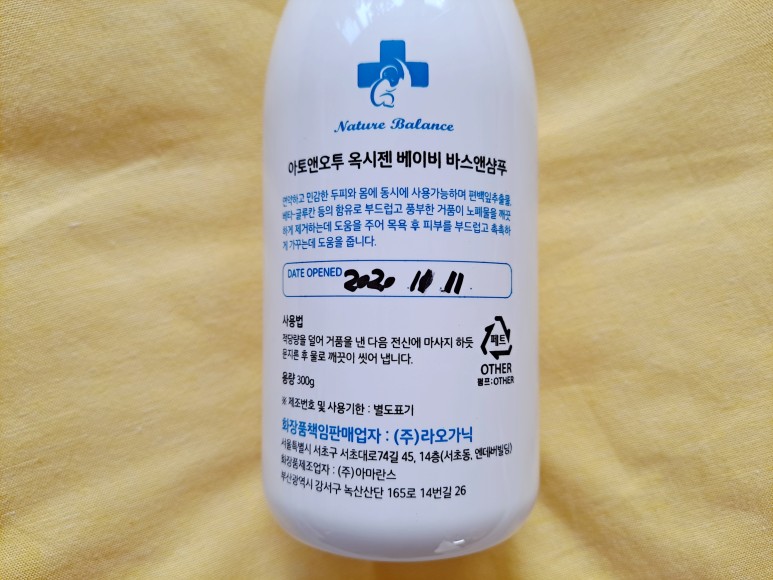 Nature Balance
아토앤오투 옥시젠 베이비 바스앤샴푸
연약하고 민감한 두피와 몸에 동시에 사용가능하며 편백잎추출물,
베타-글루칸 등의 함유로 부드럽고 풍부한 거품이 노폐물을 깨끗
하게 제거하는데 도움을 주어 목욕 후 피부를 부드럽고 촉촉하
게 가꾸는데 도움을 줍니다.
DATE OPENED 2020 11 11
사용법
적당량을 덜어 거품을 낸 다음 전신에 마사지 하듯
문지른 후 물로 깨끗이 씻어 냅니다.
페트
OTHER
펌프:OTHER
용량 300g
※ 제조번호 및 사용기한 : 별도표기
화장품책임판매업자 : (주)라오가닉
서울특별시 서초구 서초대로74길 45, 14층(서초동, 엔데버빌딩)
화장품제조업자 : (주)아마란스
부산광역시 강서구 녹산산단 165로 14번길 26